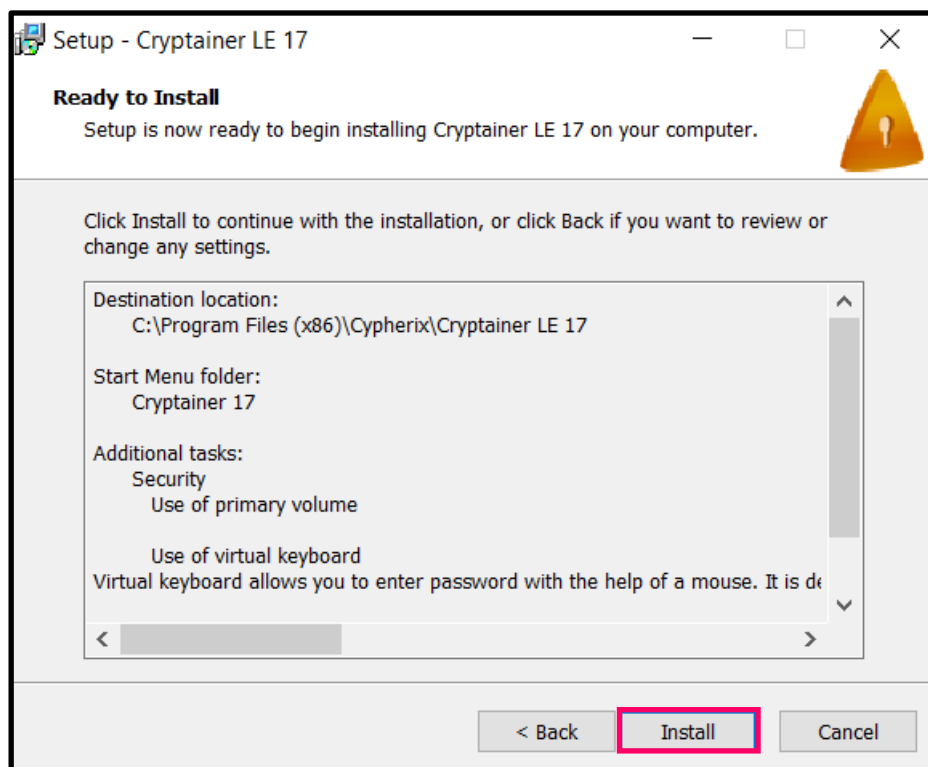 Setup - Cryptainer LE 17
Ready to Install
Setup is now ready to begin installing Cryptainer LE 17 on your computer.
Click Install to continue with the installation, or click Back if you want to review or
change any settings.
Destination location:
C:\Program Files (x86)\Cypherix\Cryptainer LE 17
Start Menu folder:
Cryptainer 17
Additional tasks:
Security
Use of primary volume
Use of virtual keyboard
Virtual keyboard allows you to enter password with the help of a mouse. It is
< Back
Install
Cancel